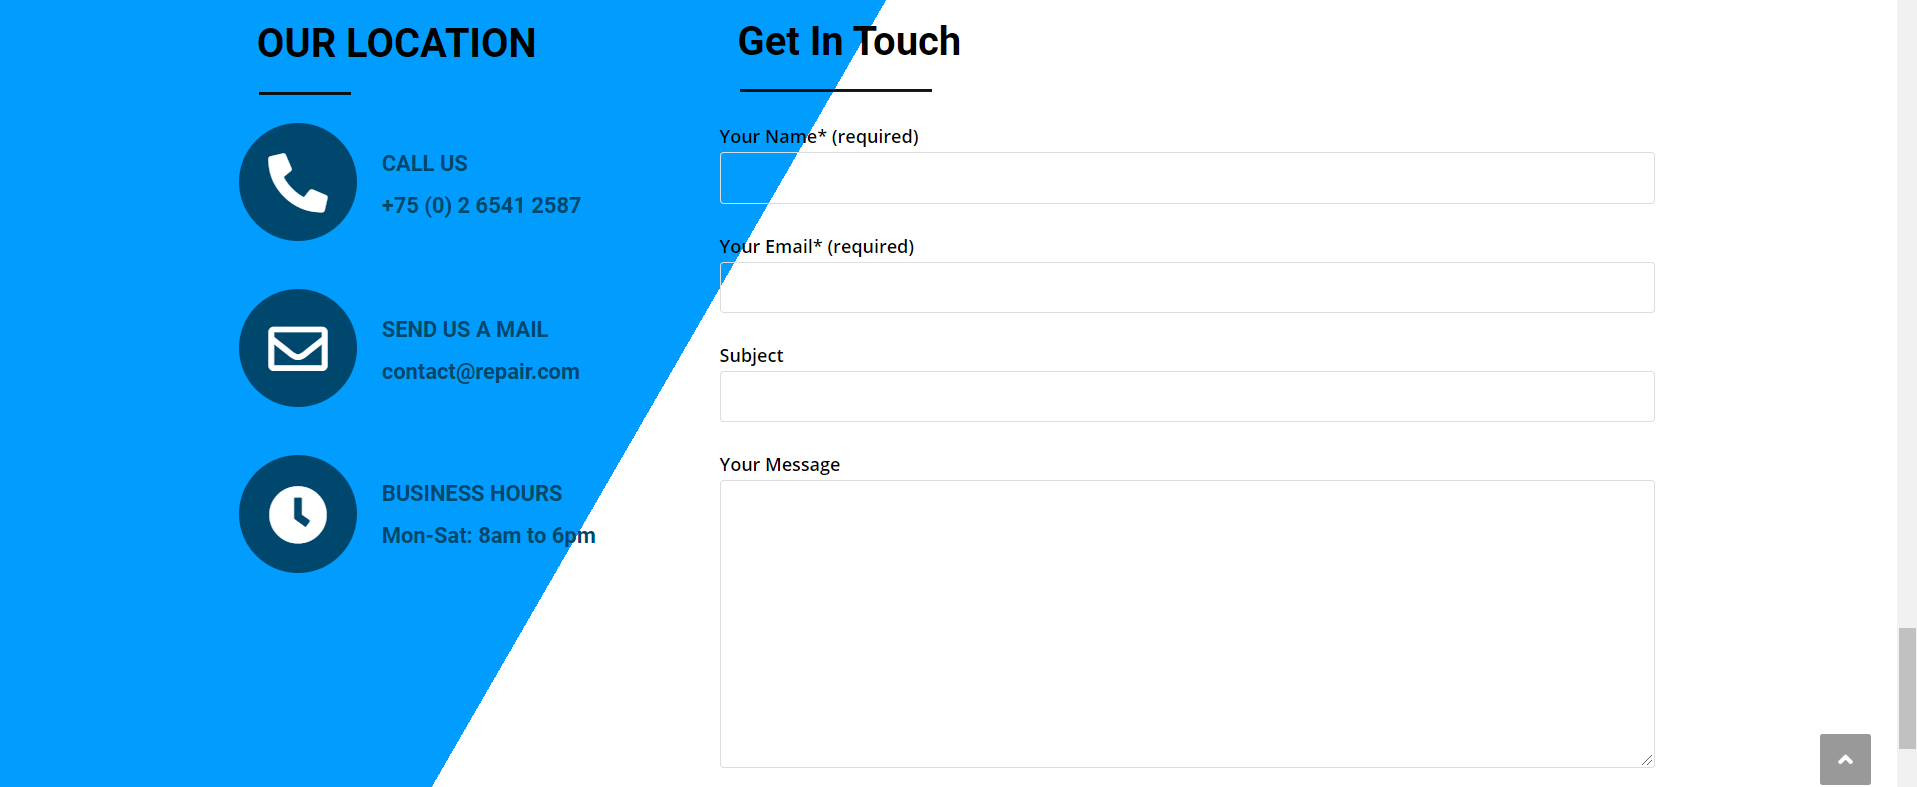 OUR LOCATION
CALL US
+75 (0) 2 6541 2587
SEND US A MAIL
contact@repair.com
BUSINESS HOURS
Mon-Sat: 8am to 6pm
Get In Touch
Your Name* (required)
Your Email* (required)
Subject
Your Message